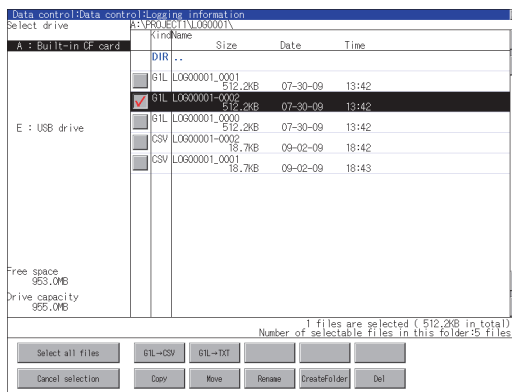 Data control:Data control:Logging information
Select drive
A:\PROJECT1\LOG0001\
Kind Name
Size Date Time
A : Built-in CF card
DIR ..
G1L LOG00001_0001
512.2KB 07-30-09 13:42
G1L LOG00001-0002
512.2KB 07-30-09 13:42
G1L LOG00001_0000
512.2KB 07-30-09 13:42
E : USB drive
CSV LOG00001-0002
18.7KB 09-02-09 18:42
CSV LOG00001_0001
18.7KB 09-02-09 18:43
Free space
953.0MB
Drive capacity
955.0MB
1 files are selected ( 512.2KB in total)
Number of selectable files in this folder:5 files
Select all files G1L→CSV G1L→TXT
Cancel selection Copy Move Rename CreateFolder Del